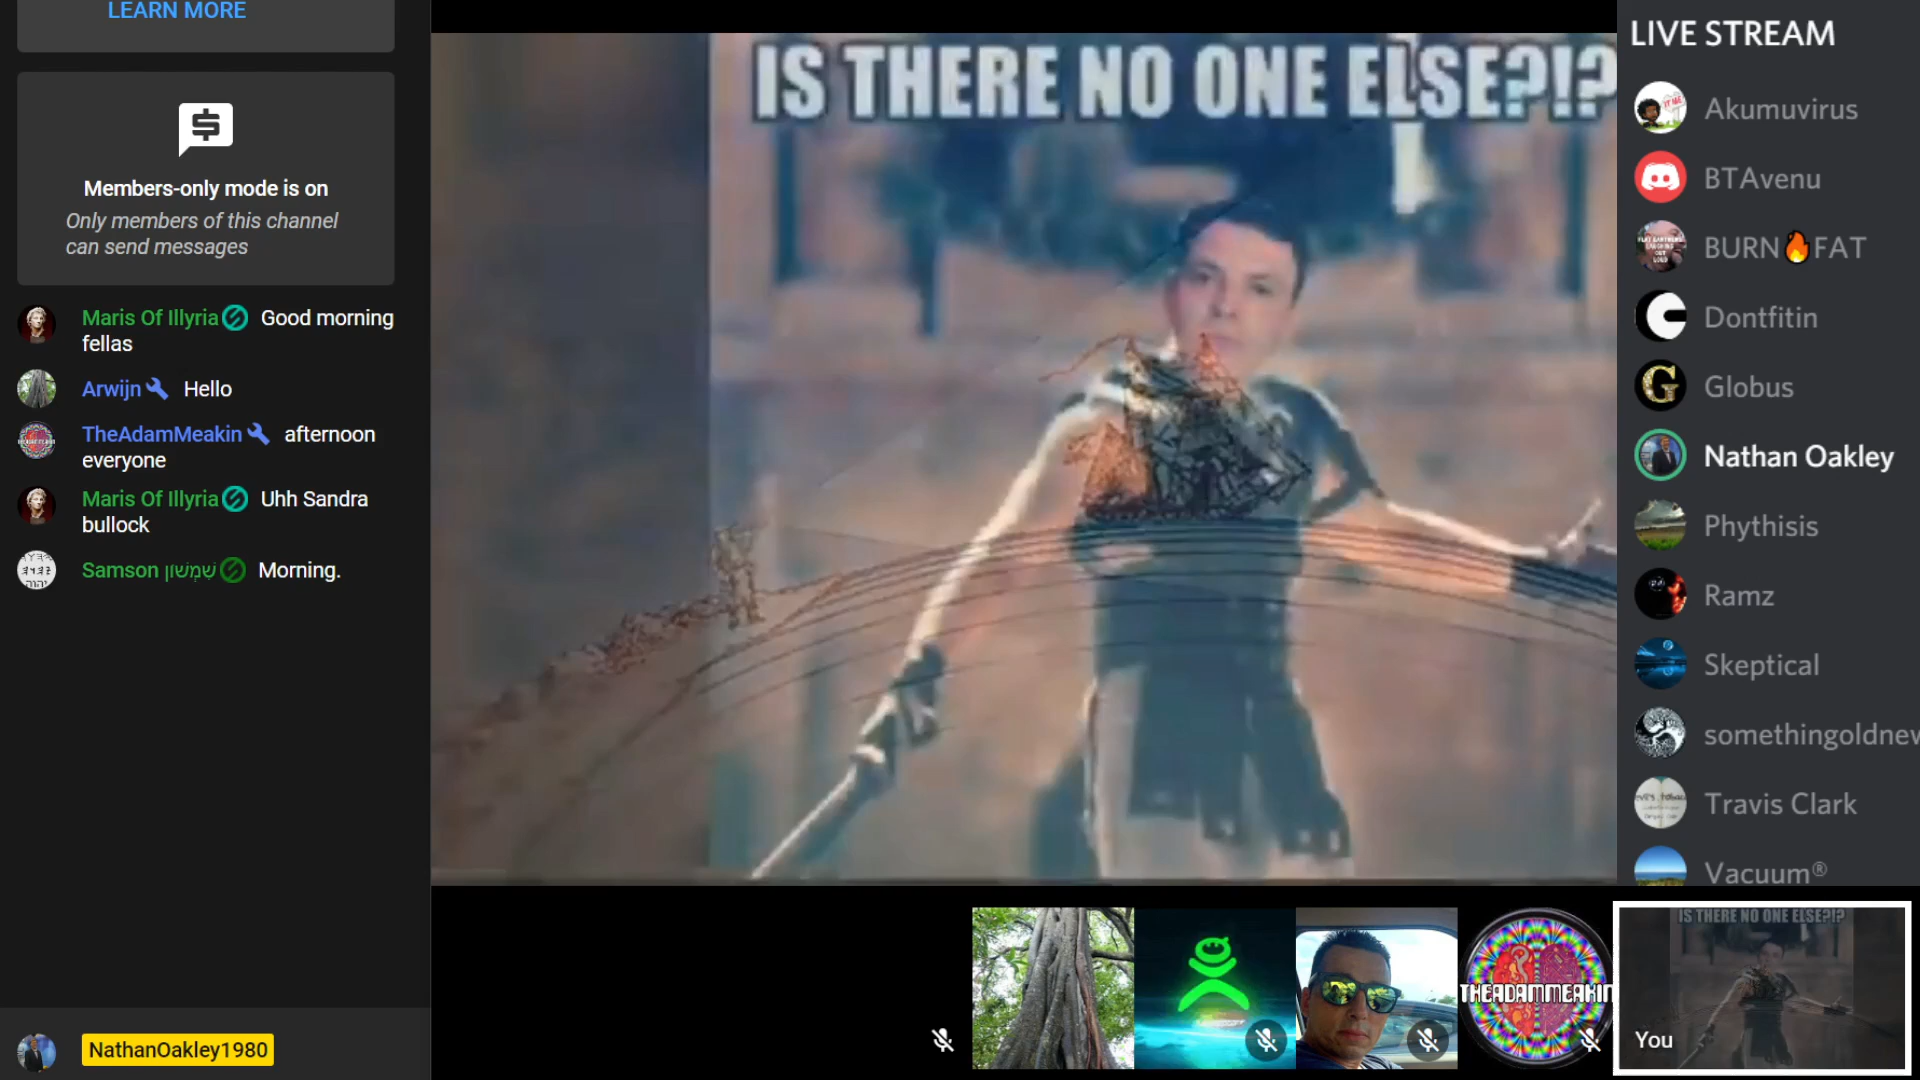 LEARN MORE
Members-only mode is on
Only members of this channel
can send messages
Maris Of Illyria Good morning
fellas
Arwijn Hello
TheAdamMeakin afternoon
everyone
Maris Of Illyria Uhh Sandra
bullock
Samson שִׁמְשׁוֹן Morning.
NathanOakley1980
IS THERE NO ONE ELSE?!?
LIVE STREAM
Akumuvirus
BTAvenu
BURN🔥FAT
Dontfitin
Globus
Nathan Oakley
Phythisis
Ramz
Skeptical
somethingoldnew
Travis Clark
Vacuum®
THEADAMMEAKIN
IS THERE NO ONE ELSE?!?
You